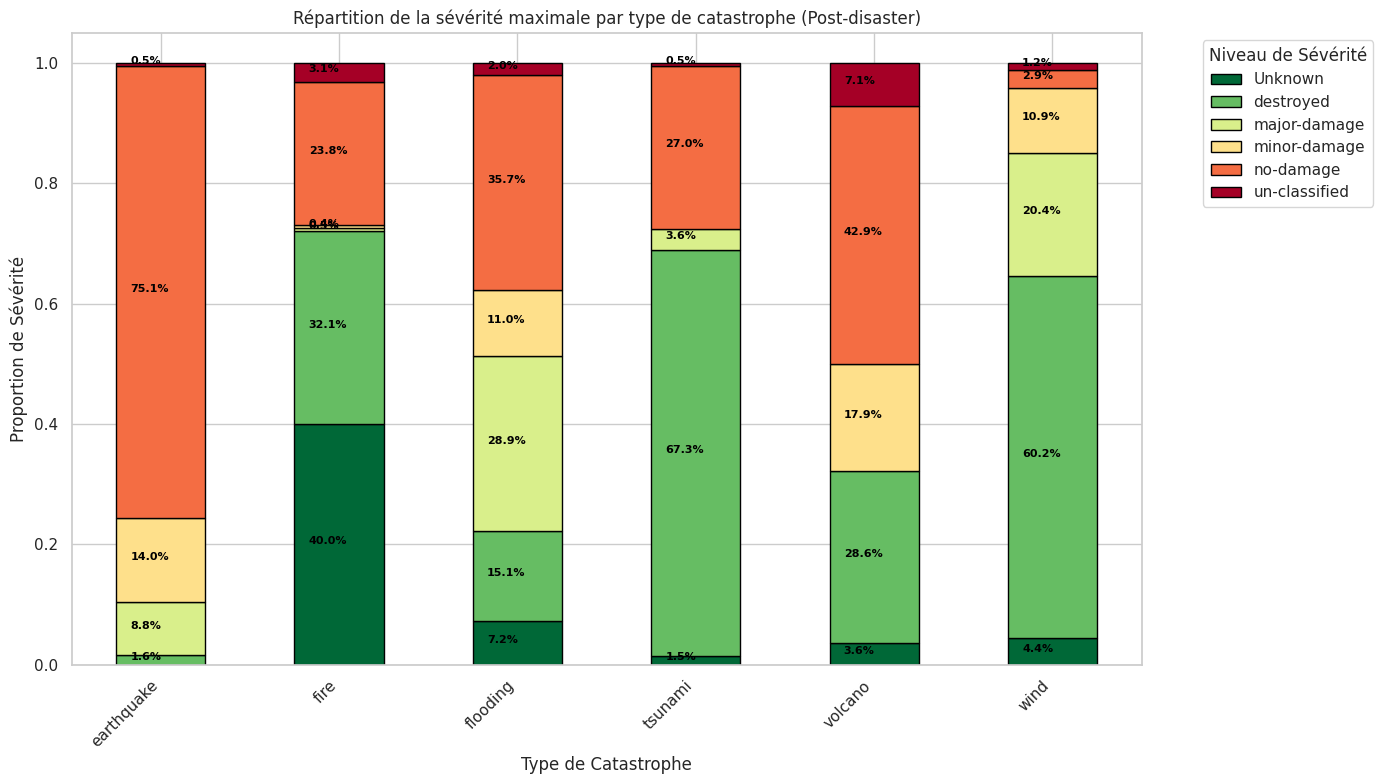 Répartition de la sévérité maximale par type de catastrophe (Post-disaster)
Proportion de Sévérité
1.0
0.8
0.6
0.4
0.2
0.0
0.5%
75.1%
14.0%
8.8%
1.6%
3.1%
23.8%
0.4%
32.1%
40.0%
2.0%
35.7%
11.0%
28.9%
15.1%
7.2%
0.5%
27.0%
3.6%
67.3%
1.5%
7.1%
42.9%
17.9%
28.6%
3.6%
1.2%
2.9%
10.9%
20.4%
60.2%
4.4%
earthquake
fire
flooding
tsunami
volcano
wind
Type de Catastrophe
Niveau de Sévérité
Unknown
destroyed
major-damage
minor-damage
no-damage
un-classified